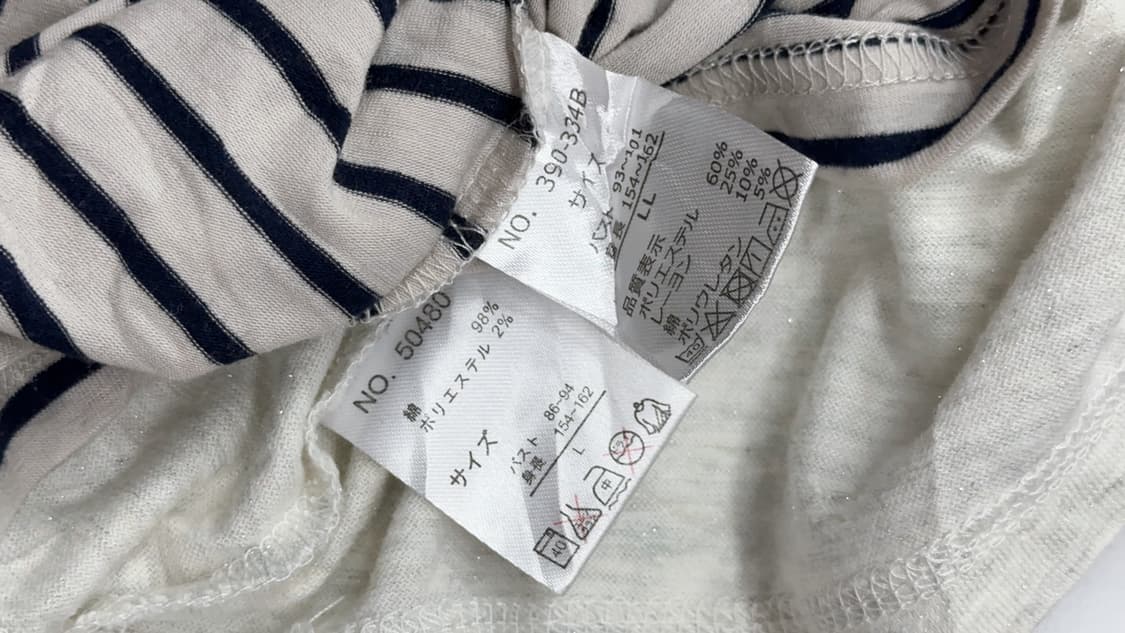 NO. 390-334B
サイズ
バスト 93~101
身長 154~162
LL
品質表示
ポリエステル 60%
レーヨン 25%
綿 10%
ポリウレタン 5%
40
NO. 50480
綿 98%
ポリエステル 2%
サイズ
バスト 86-94
身長 154~162
L
40 中